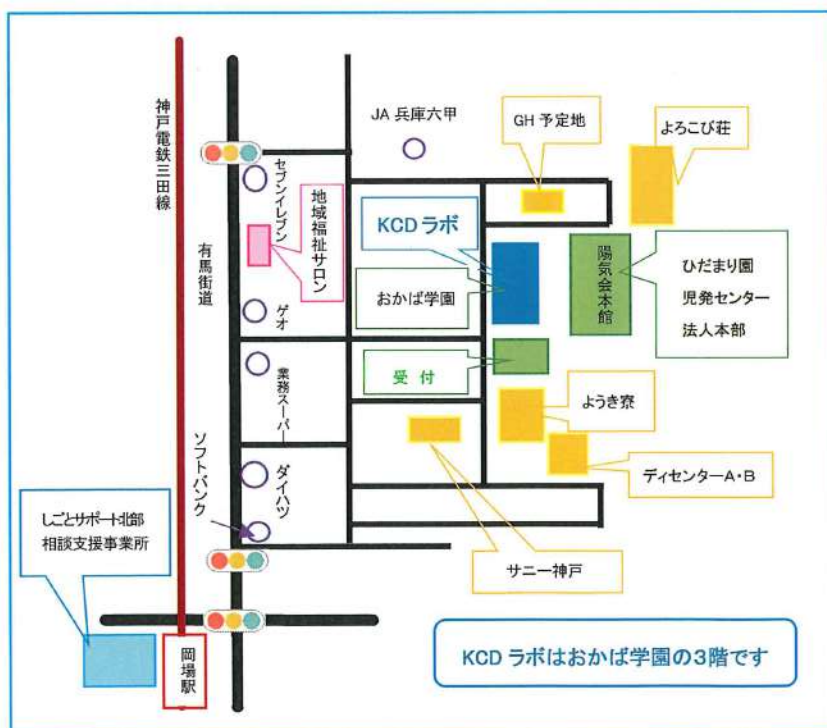 神戸電鉄三田線
有馬街道
セブンイレブン
地域福祉サロン
ゲオ
業務スーパー
ソフトバンク
ダイハツ
JA 兵庫六甲
GH 予定地
よろこび荘
KCD ラボ
おかば学園
陽気会本館
ひだまり園
児発センター
法人本部
受 付
ようき寮
ディセンターA・B
サニー神戸
しごとサポート北部
相談支援事業所
岡場駅
KCD ラボはおかば学園の3階です